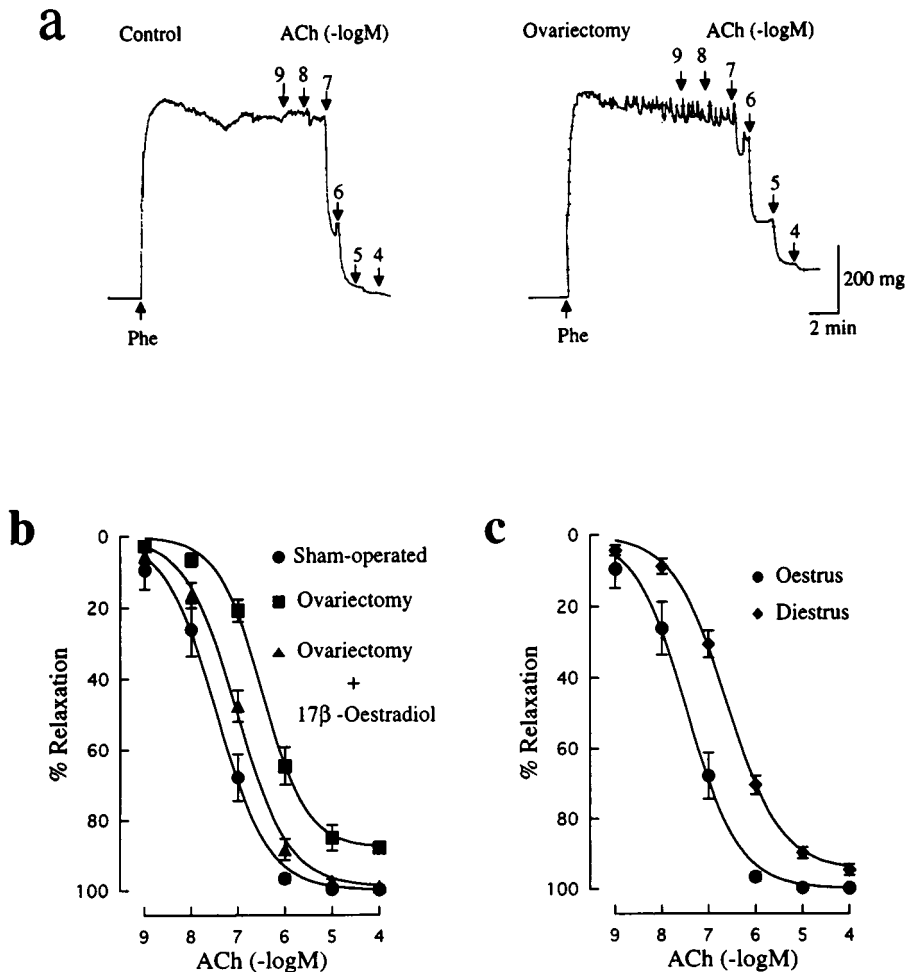 a
Control
ACh (-logM)
9
8
7
6
5
4
Phe
Ovariectomy
ACh (-logM)
9
8
7
6
5
4
Phe
200 mg
2 min
b
0
20
40
60
80
100
% Relaxation
Sham-operated
Ovariectomy
Ovariectomy
+
17β -Oestradiol
9 8 7 6 5 4
ACh (-logM)
c
0
20
40
60
80
100
% Relaxation
Oestrus
Diestrus
9 8 7 6 5 4
ACh (-logM)